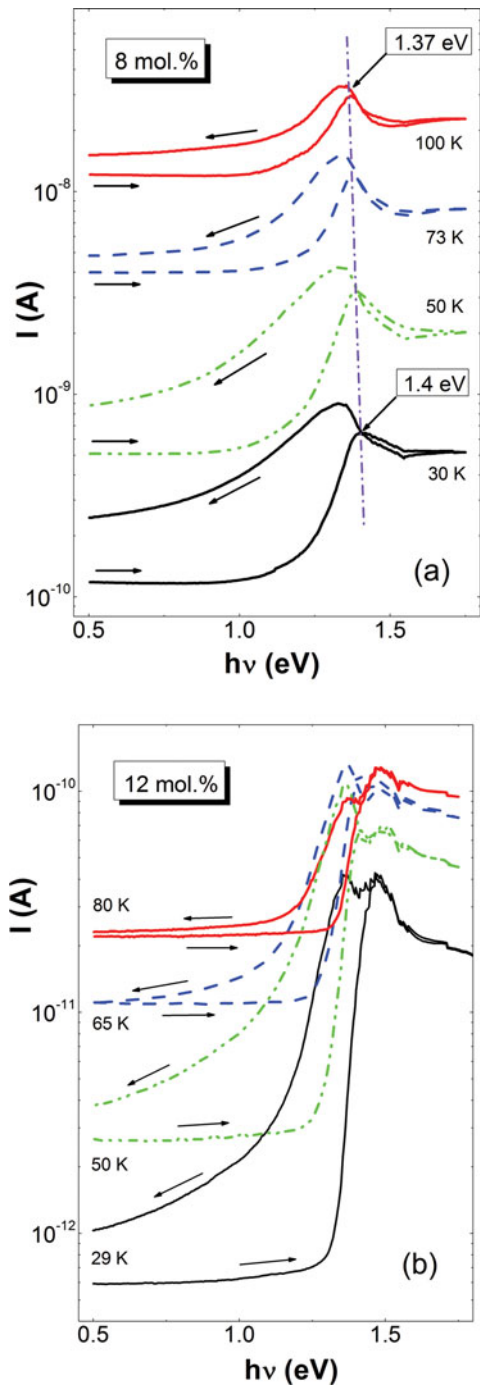 8 mol.%
1.37 eV
100 K
73 K
50 K
1.4 eV
30 K
(a)
I (A)
10⁻⁸
10⁻⁹
10⁻¹⁰
0.5 1.0 1.5
hν (eV)
12 mol.%
80 K
65 K
50 K
29 K
(b)
I (A)
10⁻¹⁰
10⁻¹¹
10⁻¹²
0.5 1.0 1.5
hν (eV)